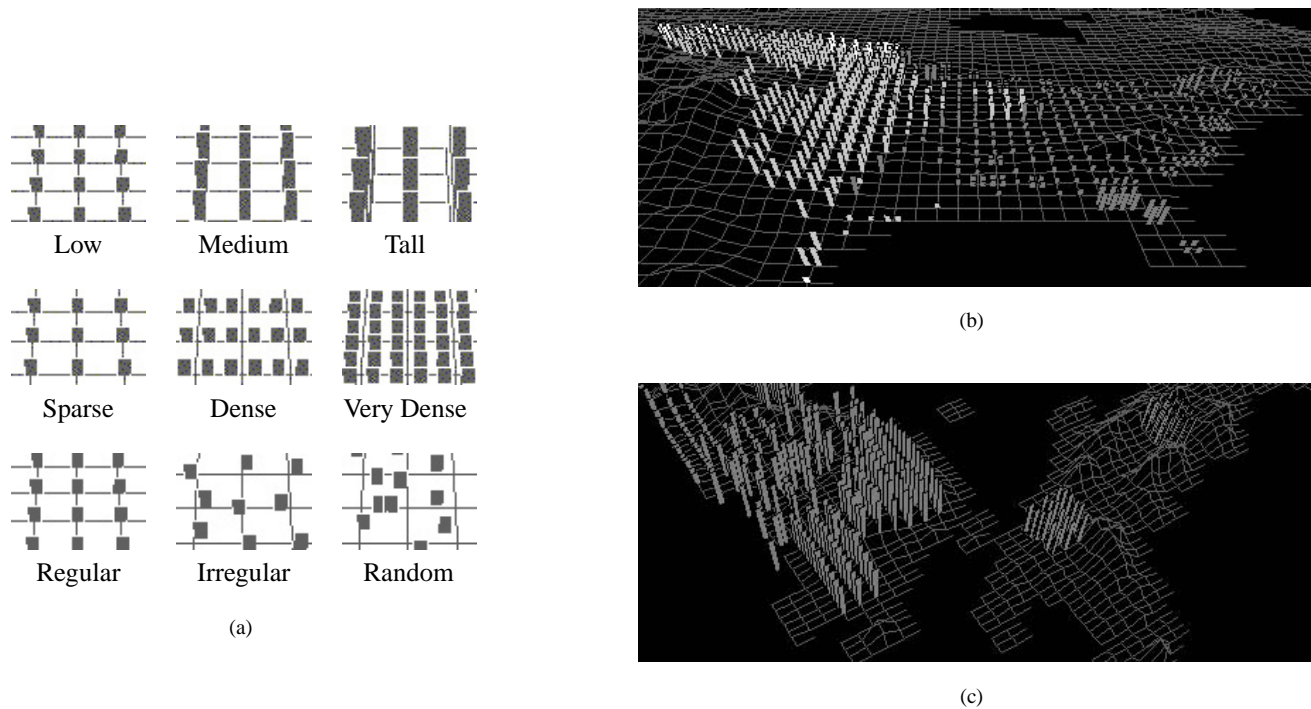 Low Medium Tall
Sparse Dense Very Dense
Regular Irregular Random
(a)
(b)
(c)